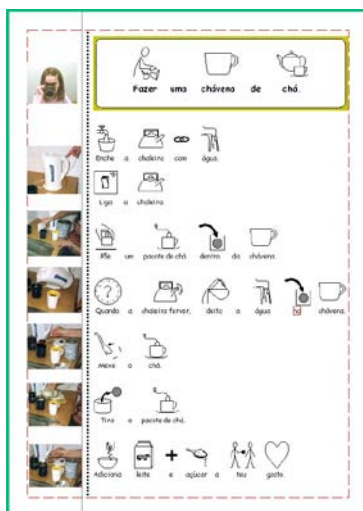 Fazer uma chávena de chá.
Enche a chaleira com água.
Liga a chaleira.
Põe um pacote de chá dentro da chávena.
Quando a chaleira ferver, deita a água na chávena.
Mexe o chá.
Tira o pacote de chá.
Adiciona leite e açúcar a teu gosto.